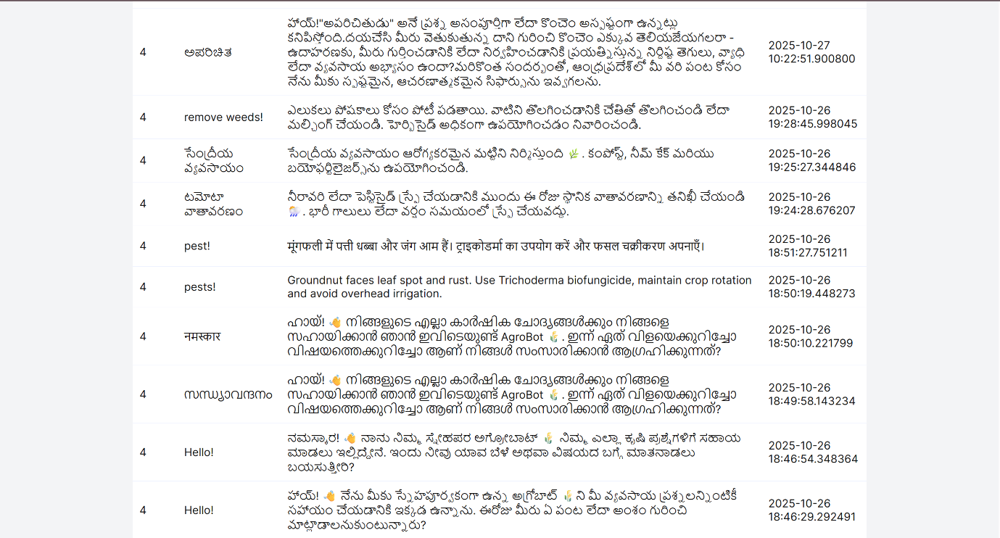 హాయ్!"అపరిచితుడు" అనే ప్రశ్న అసంపూర్తిగా లేదా కొంచెం అస్పష్టంగా ఉన్నట్లు
కనిపిస్తోంది.దయచేసి మీరు వెతుకుతున్న దాని గురించి కొంచెం ఎక్కువ తెలియజేయగలరా -
4 అపరిచిత ఉదాహరణకు, మీరు గుర్తించడానికి లేదా నిర్వహించడానికి ప్రయత్నిస్తున్న నిర్దిష్ట తెగులు, వ్యాధి 2025-10-27
లేదా వ్యవసాయ అభ్యాసం ఉందా?మరికొంత సందర్భంతో, ఆంధ్రప్రదేశ్‌లో మీ వరి పంట కోసం 10:22:51.900800
నేను మీకు స్పష్టమైన, ఆచరణాత్మకమైన సిఫార్సును ఇవ్వగలను.
4 remove weeds! ఎలుకలు పోషకాలు కోసం పోటీ పడతాయి. వాటిని తొలగించడానికి చేతితో తొలగించండి లేదా 2025-10-26
మల్చింగ్ చేయండి. హెర్బిసైడ్ అధికంగా ఉపయోగించడం నివారించండి. 19:28:45.998045
4 సేంద్రీయ సేంద్రీయ వ్యవసాయం ఆరోగ్యకరమైన మట్టిని నిర్మిస్తుంది 🌿 . కంపోస్ట్, నీమ్ కేక్ మరియు 2025-10-26
వ్యవసాయం బయోఫర్టిలైజర్స్‌ను ఉపయోగించండి. 19:25:27.344846
4 టమోటా నీరావరి లేదా పెస్టిసైడ్ స్ప్రే చేయడానికి ముందు ఈ రోజు స్థానిక వాతావరణాన్ని తనిఖీ చేయండి 2025-10-26
వాతావరణం 🌧️ . భారీ గాలులు లేదా వర్షం సమయంలో స్ప్రే చేయవద్దు. 19:24:28.676207
4 pest! मूंगफली में पत्ती धब्बा और जंग आम हैं। ट्राइकोडर्मा का उपयोग करें और फसल चक्रीकरण अपनाएँ। 2025-10-26
18:51:27.751211
4 pests! Groundnut faces leaf spot and rust. Use Trichoderma biofungicide, maintain crop rotation 2025-10-26
and avoid overhead irrigation. 18:50:19.448273
ഹായ്! 👋 നിങ്ങളുടെ എല്ലാ കാർഷിക ചോദ്യങ്ങൾക്കും നിങ്ങളെ
4 नमस्कार സഹായിക്കാൻ ഞാൻ ഇവിടെയുണ്ട് AgroBot 🌾 . ഇന്ന് ഏത് വിളയെക്കുറിച്ചോ 2025-10-26
വിഷയത്തെക്കുറിച്ചോ ആണ് നിങ്ങൾ സംസാരിക്കാൻ ആഗ്രഹിക്കുന്നത്? 18:50:10.221799
ഹായ്! 👋 നിങ്ങളുടെ എല്ലാ കാർഷിക ചോദ്യങ്ങൾക്കും നിങ്ങളെ
4 സന്ധ്യാവന്ദനം സഹായിക്കാൻ ഞാൻ ഇവിടെയുണ്ട് AgroBot 🌾 . ഇന്ന് ഏത് വിളയെക്കുറിച്ചോ 2025-10-26
വിഷയത്തെക്കുറിച്ചോ ആണ് നിങ്ങൾ സംസാരിക്കാൻ ആഗ്രഹിക്കുന്നത്? 18:49:58.143234
ನಮಸ್ಕಾರ! 👋 ನಾನು ನಿಮ್ಮ ಸ್ನೇಹಪರ ಅಗ್ರೋಬಾಟ್ 🌾 ನಿಮ್ಮ ಎಲ್ಲಾ ಕೃಷಿ ಪ್ರಶ್ನೆಗಳಿಗೆ ಸಹಾಯ
4 Hello! ಮಾಡಲು ಇಲ್ಲಿದ್ದೇನೆ. ಇಂದು ನೀವು ಯಾವ ಬೆಳೆ ಅಥವಾ ವಿಷಯದ ಬಗ್ಗೆ ಮಾತನಾಡಲು 2025-10-26
ಬಯಸುತ್ತೀರಿ? 18:46:54.348364
హాయ్! 👋 నేను మీకు స్నేహపూర్వకంగా ఉన్న అగ్రోబాట్ 🌾 ని మీ వ్యవసాయ ప్రశ్నలన్నింటికీ
4 Hello! సహాయం చేయడానికి ఇక్కడ ఉన్నాను. ఈరోజు మీరు ఏ పంట లేదా అంశం గురించి 2025-10-26
మాట్లాడాలనుకుంటున్నారు? 18:46:29.292491